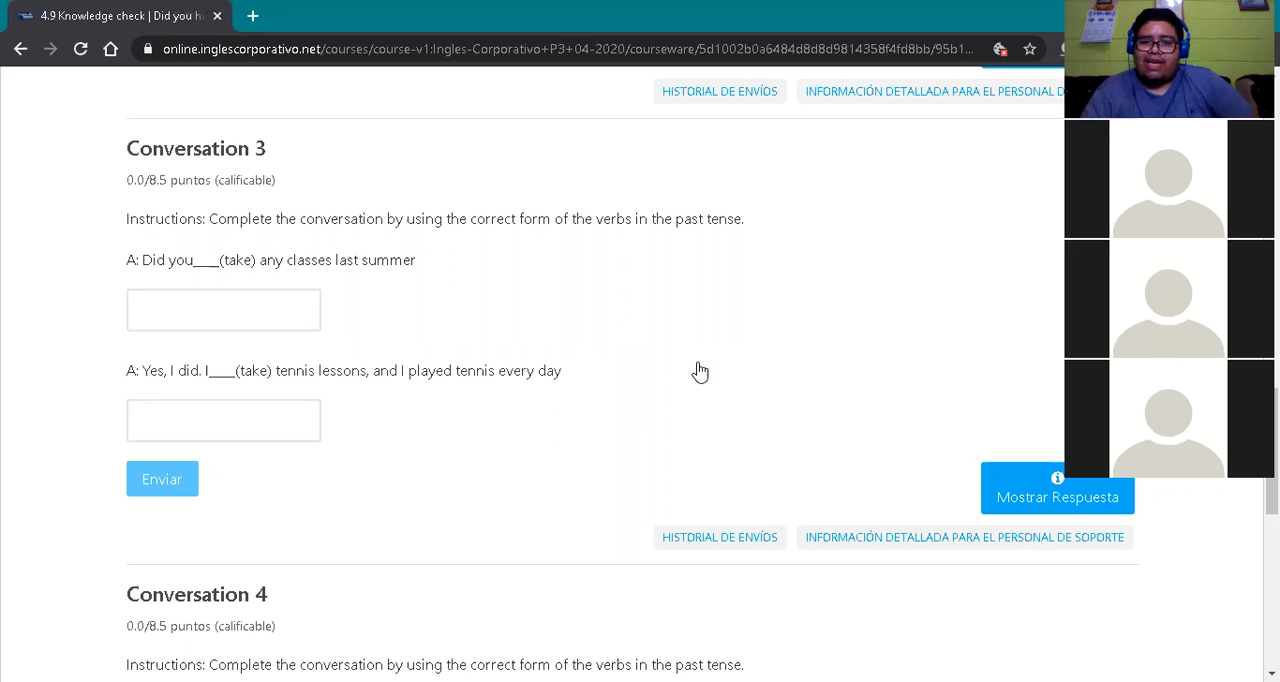 4.9 Knowledge check | Did you ha
online.inglescorporativo.net/courses/course-v1:Ingles-Corporativo+P3+04-2020/courseware/5d1002b0a6484d8d8d9814358f4fd8bb/95b1...
HISTORIAL DE ENVÍOS
INFORMACIÓN DETALLADA PARA EL PERSONAL D
Conversation 3
0.0/8.5 puntos (calificable)
Instructions: Complete the conversation by using the correct form of the verbs in the past tense.
A: Did you____(take) any classes last summer
A: Yes, I did. I____(take) tennis lessons, and I played tennis every day
Enviar
Mostrar Respuesta
HISTORIAL DE ENVÍOS
INFORMACIÓN DETALLADA PARA EL PERSONAL DE SOPORTE
Conversation 4
0.0/8.5 puntos (calificable)
Instructions: Complete the conversation by using the correct form of the verbs in the past tense.